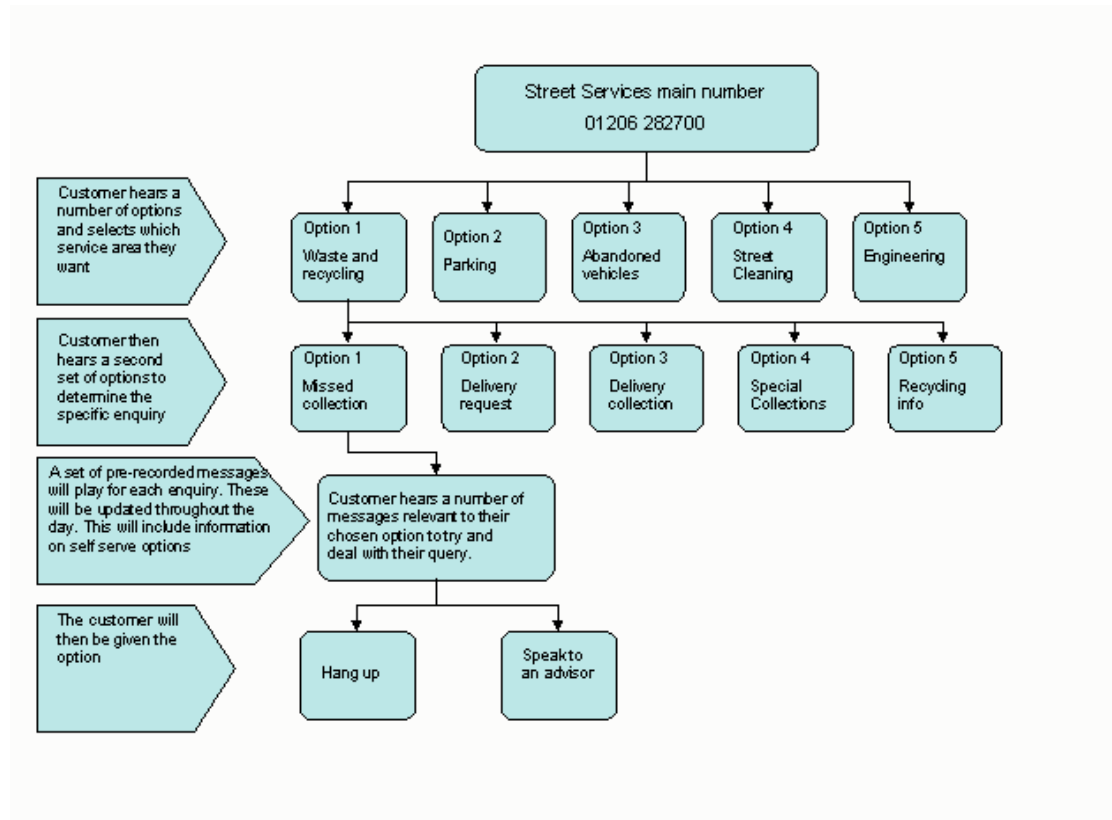 Street Services main number
01206 282700
Customer hears a
number of options
and selects which
service area they
want
Option 1
Waste and
recycling
Option 2
Parking
Option 3
Abandoned
vehicles
Option 4
Street
Cleaning
Option 5
Engineering
Customer then
hears a second
set of options to
determine the
specific enquiry
Option 1
Missed
collection
Option 2
Delivery
request
Option 3
Delivery
collection
Option 4
Special
Collections
Option 5
Recycling
info
A set of pre-recorded messages
will play for each enquiry. These
will be updated throughout the
day. This will include information
on self serve options
Customer hears a number of
messages relevant to their
chosen option to try and
deal with their query.
The customer will
then be given the
option
Hang up
Speak to
an advisor